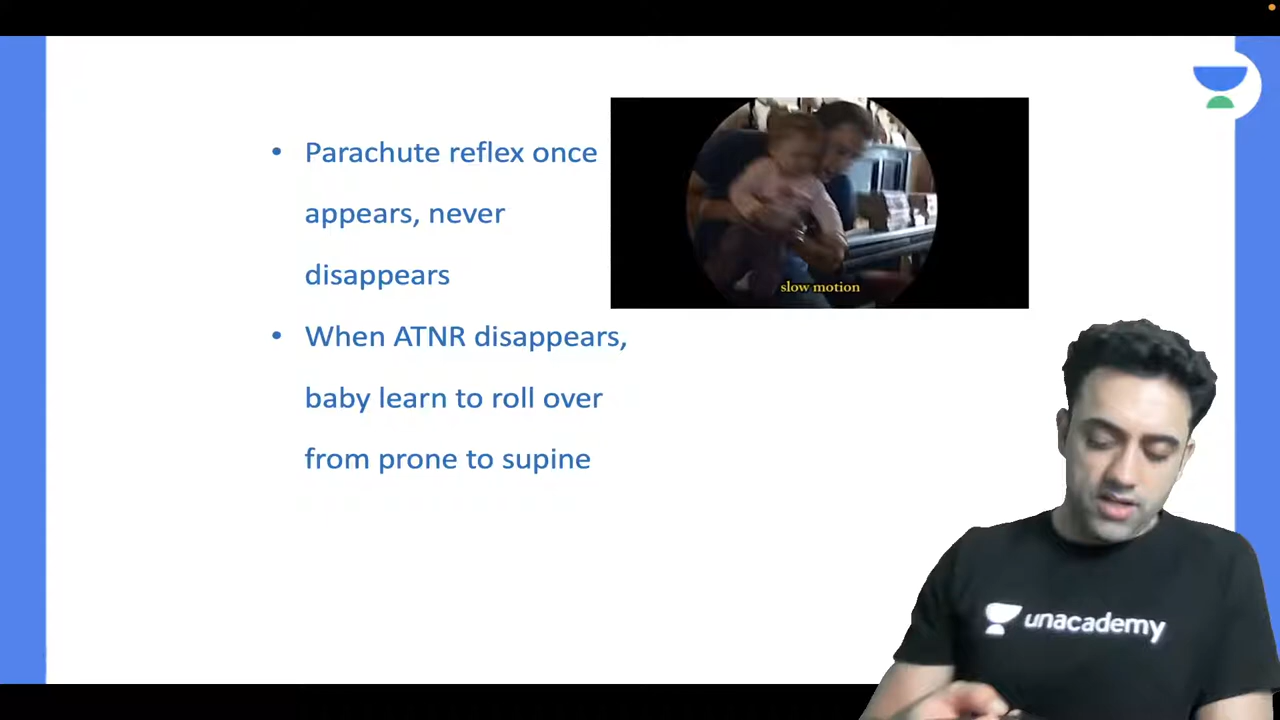 • Parachute reflex once
appears, never
disappears
slow motion
• When ATNR disappears,
baby learn to roll over
from prone to supine
unacademy